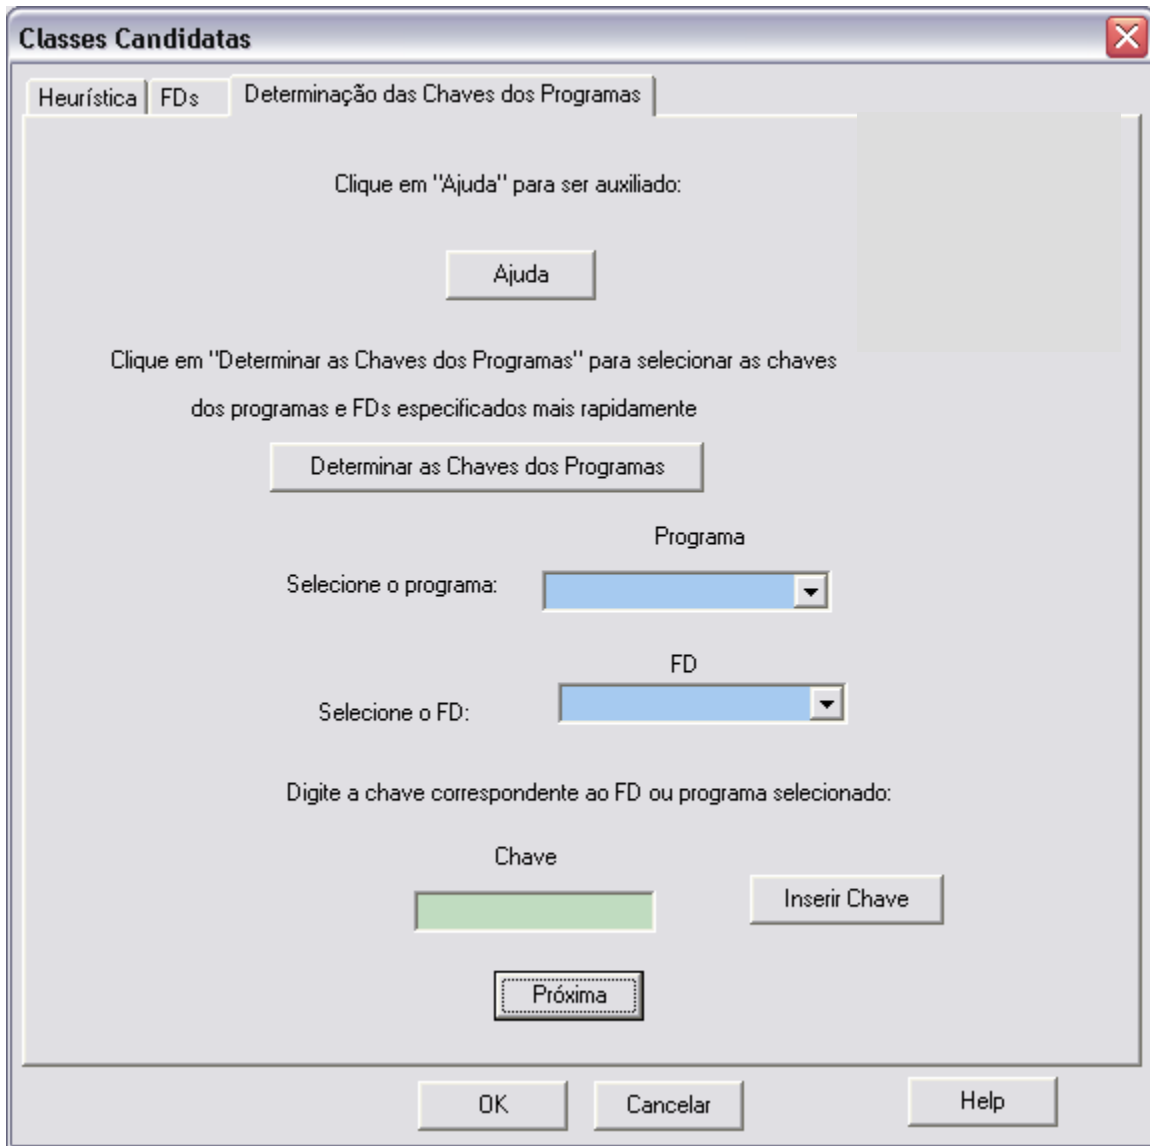 Classes Candidatas
Heurística FDs Determinação das Chaves dos Programas
Clique em "Ajuda" para ser auxiliado:
Ajuda
Clique em "Determinar as Chaves dos Programas" para selecionar as chaves
dos programas e FDs especificados mais rapidamente
Determinar as Chaves dos Programas
Programa
Selecione o programa:
FD
Selecione o FD:
Digite a chave correspondente ao FD ou programa selecionado:
Chave
Inserir Chave
Próxima
OK Cancelar Help